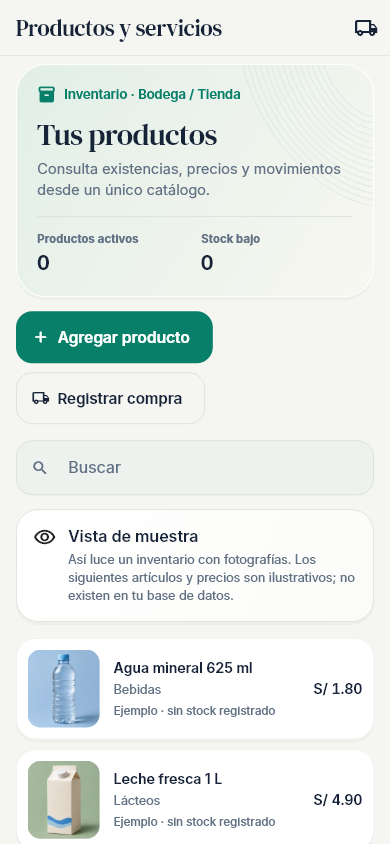 Productos y servicios
Inventario · Bodega / Tienda
Tus productos
Consulta existencias, precios y movimientos
desde un único catálogo.
Productos activos
0
Stock bajo
0
+ Agregar producto
Registrar compra
Buscar
Vista de muestra
Así luce un inventario con fotografías. Los
siguientes artículos y precios son ilustrativos; no
existen en tu base de datos.
Agua mineral 625 ml
Bebidas
S/ 1.80
Ejemplo · sin stock registrado
Leche fresca 1 L
Lácteos
S/ 4.90
Ejemplo · sin stock registrado